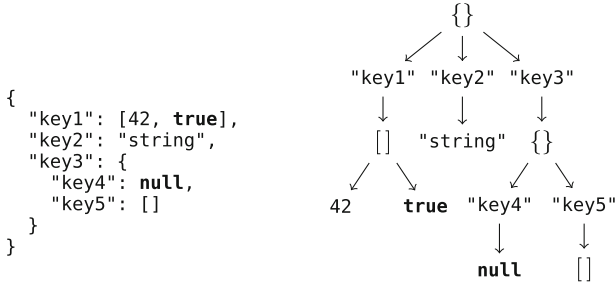 {
  "key1": [42, true],
  "key2": "string",
  "key3": {
    "key4": null,
    "key5": []
  }
}
{}
"key1" "key2" "key3"
[] "string" {}
42 true "key4" "key5"
null []